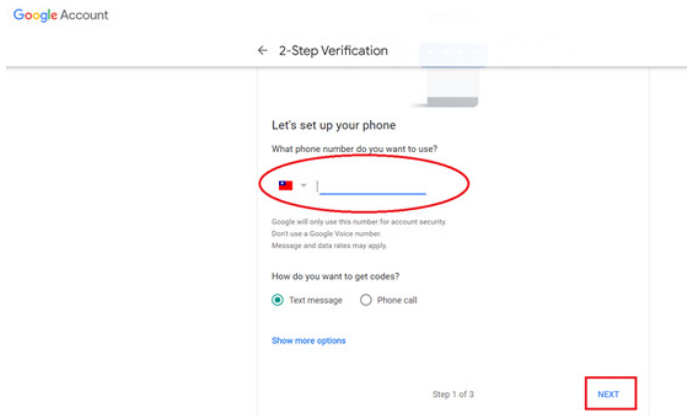 Google Account
2-Step Verification
Let's set up your phone
What phone number do you want to use?
Google will only use this number for account security.
Don't use a Google Voice number.
Message and data rates may apply.
How do you want to get codes?
Text message Phone call
Show more options
Step 1 of 3 NEXT